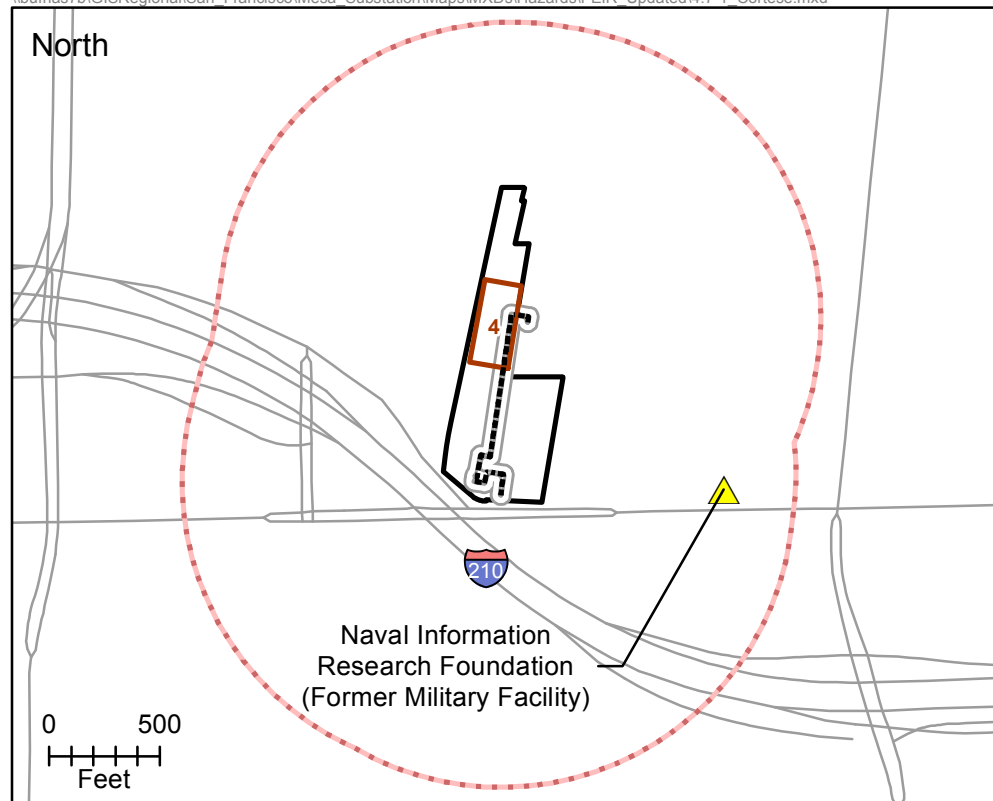 North
4
210
Naval Information
Research Foundation
(Former Military Facility)
0 500
Feet